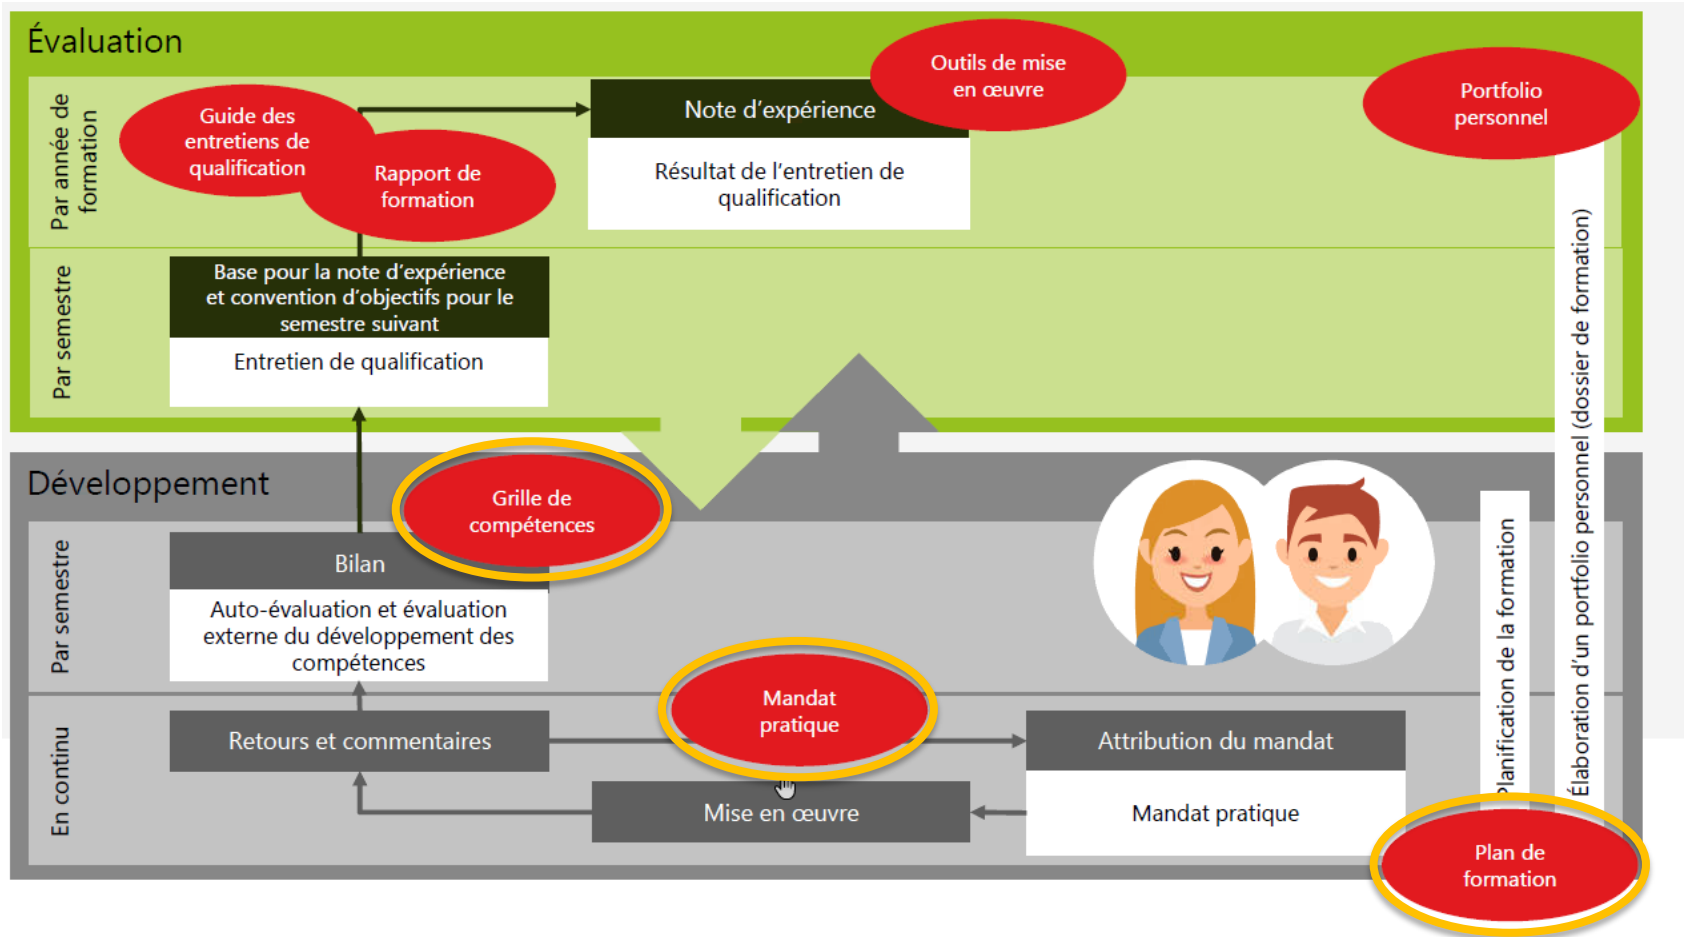 Évaluation
Par année de
formation
Guide des
entretiens de
qualification
Rapport de
formation
Note d'expérience
Résultat de l'entretien de
qualification
Outils de mise
en œuvre
Portfolio
personnel
Par semestre
Base pour la note d'expérience
et convention d'objectifs pour le
semestre suivant
Entretien de qualification
Élaboration d'un portfolio personnel (dossier de formation)
Développement
Grille de
compétences
Par semestre
Bilan
Auto-évaluation et évaluation
externe du développement des
compétences
Planification de la formation
En continu
Retours et commentaires
Mandat
pratique
Attribution du mandat
Mise en œuvre
Mandat pratique
Plan de
formation